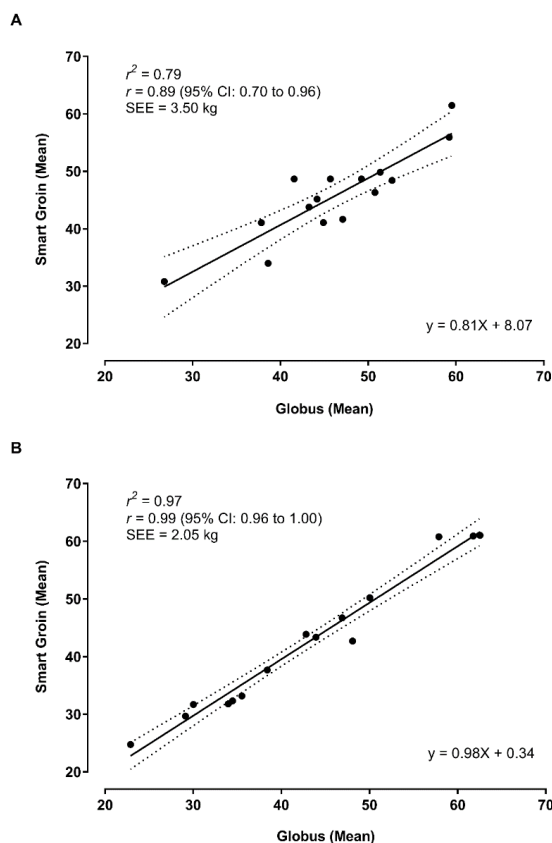 A
70
60
50
40
30
20
Smart Groin (Mean)
r² = 0.79
r = 0.89 (95% CI: 0.70 to 0.96)
SEE = 3.50 kg
y = 0.81X + 8.07
20 30 40 50 60 70
Globus (Mean)
B
70
60
50
40
30
20
Smart Groin (Mean)
r² = 0.97
r = 0.99 (95% CI: 0.96 to 1.00)
SEE = 2.05 kg
y = 0.98X + 0.34
20 30 40 50 60 70
Globus (Mean)